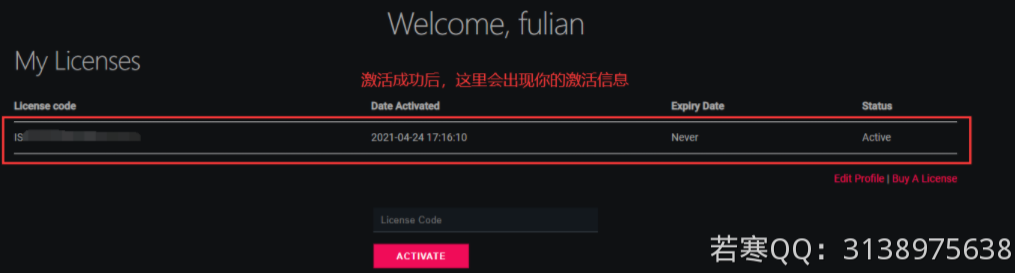 Welcome, fulian
My Licenses
激活成功后，这里会出现你的激活信息
License code Date Activated Expiry Date Status
IS 2021-04-24 17:16:10 Never Active
Edit Profile | Buy A License
License Code
ACTIVATE
若寒QQ：3138975638